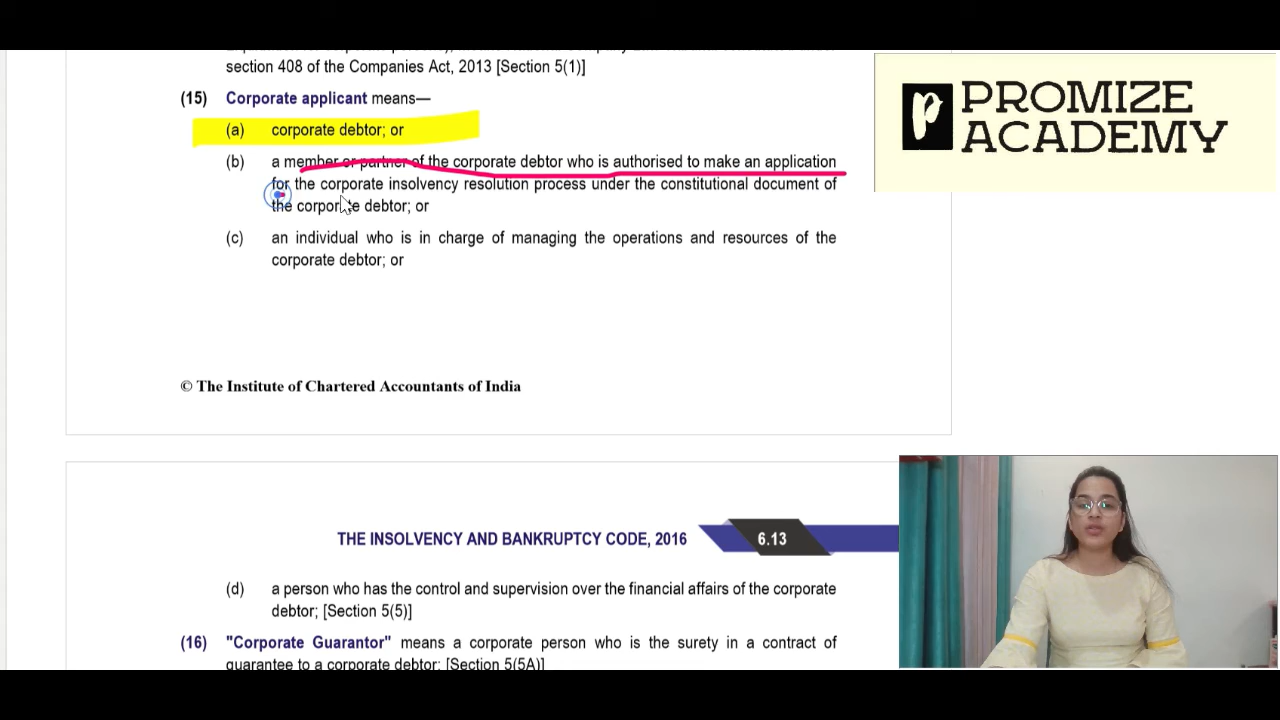 section 408 of the Companies Act, 2013 [Section 5(1)]
(15) Corporate applicant means—
(a) corporate debtor; or
(b) a member or partner of the corporate debtor who is authorised to make an application
for the corporate insolvency resolution process under the constitutional document of
the corporate debtor; or
(c) an individual who is in charge of managing the operations and resources of the
corporate debtor; or
© The Institute of Chartered Accountants of India
THE INSOLVENCY AND BANKRUPTCY CODE, 2016 6.13
(d) a person who has the control and supervision over the financial affairs of the corporate
debtor; [Section 5(5)]
(16) "Corporate Guarantor" means a corporate person who is the surety in a contract of
guarantee to a corporate debtor; [Section 5(5A)]
P PROMIZE
ACADEMY